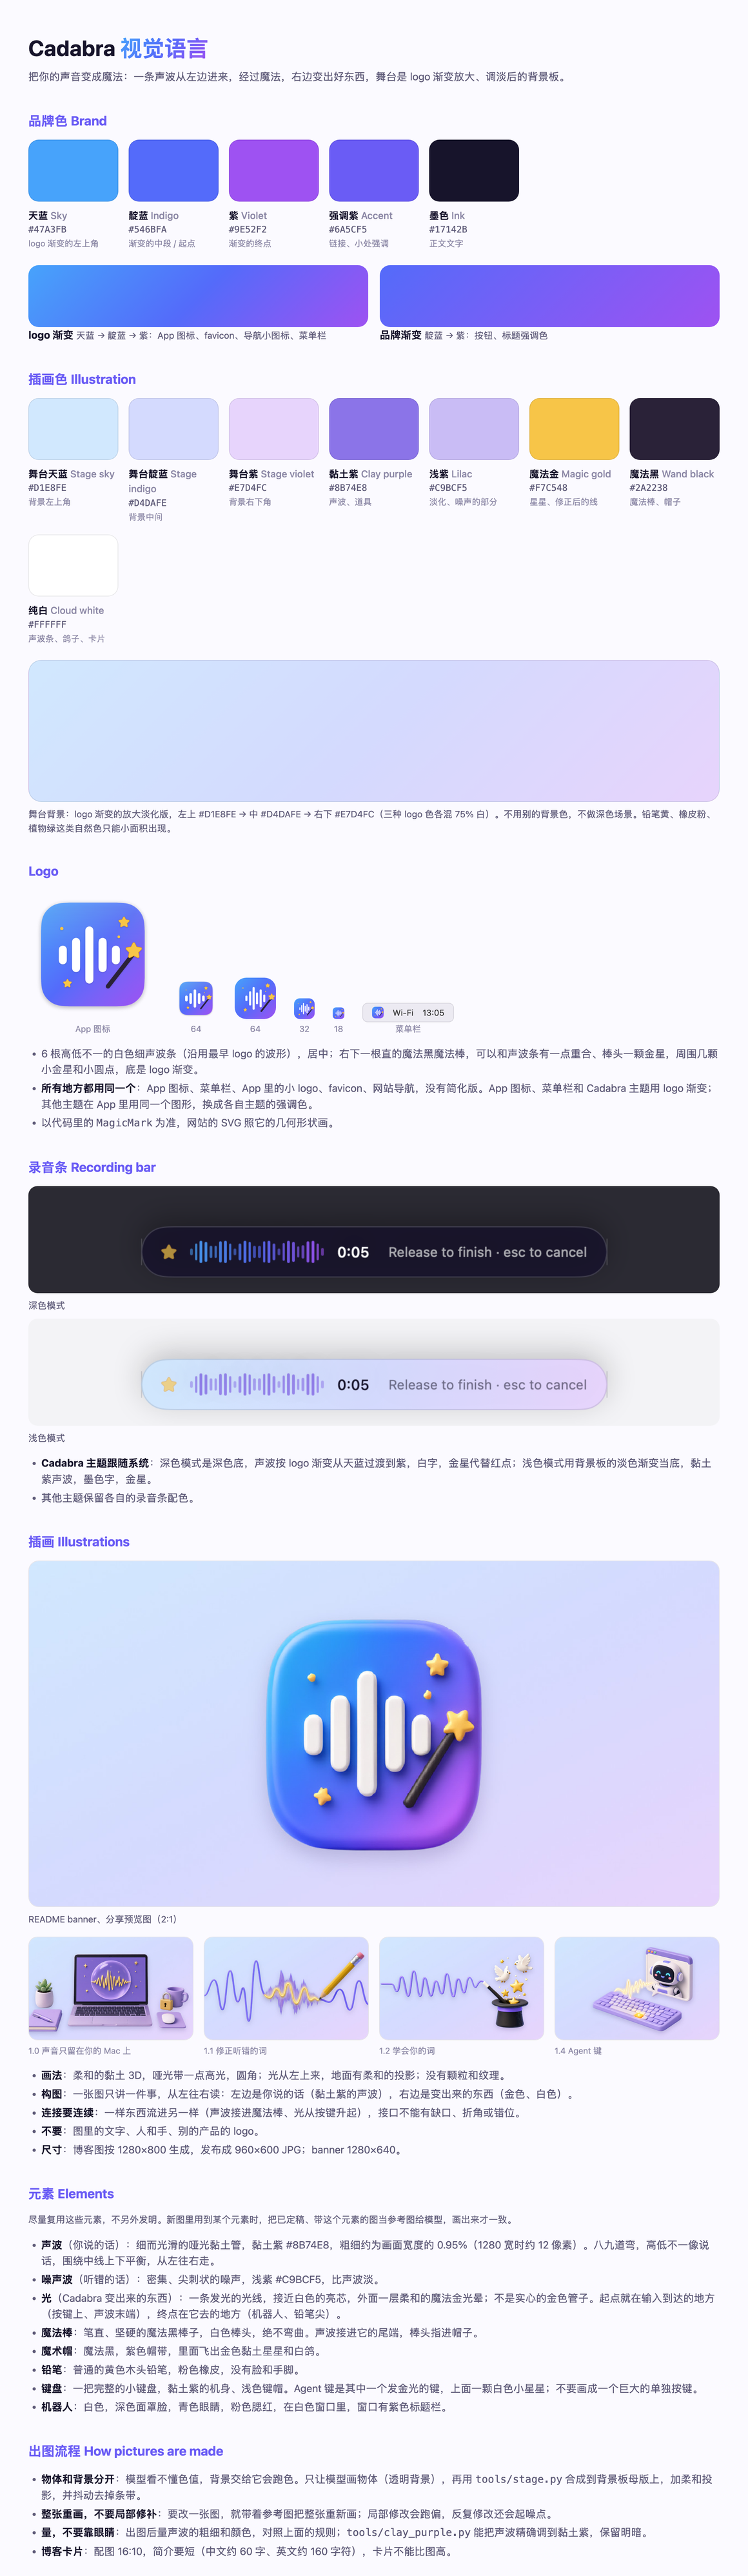 Cadabra 视觉语言
把你的声音变成魔法：一条声波从左边进来，经过魔法，右边变出好东西，舞台是 logo 渐变放大、调淡后的背景板。
品牌色 Brand
天蓝 Sky
#47A3FB
logo 渐变的左上角
靛蓝 Indigo
#546BFA
渐变的中段 / 起点
紫 Violet
#9E52F2
渐变的终点
强调紫 Accent
#6A5CF5
链接、小处强调
墨色 Ink
#17142B
正文文字
logo 渐变 天蓝 → 靛蓝 → 紫：App 图标、favicon、导航小图标、菜单栏
品牌渐变 靛蓝 → 紫：按钮、标题强调色
插画色 Illustration
舞台天蓝 Stage sky
#D1E8FE
背景左上角
舞台靛蓝 Stage
indigo
#D4DAFE
背景中间
舞台紫 Stage violet
#E7D4FC
背景右下角
黏土紫 Clay purple
#8B74E8
声波、道具
浅紫 Lilac
#C9BCF5
淡化、噪声的部分
魔法金 Magic gold
#F7C548
星星、修正后的线
魔法黑 Wand black
#2A2238
魔法棒、帽子
纯白 Cloud white
#FFFFFF
声波条、鸽子、卡片
舞台背景：logo 渐变的放大淡化版，左上 #D1E8FE → 中 #D4DAFE → 右下 #E7D4FC（三种 logo 色各混 75% 白）。不用别的背景色，不做深色场景。铅笔黄、橡皮粉、
植物绿这类自然色只能小面积出现。
Logo
App 图标
64
64
32
18
Wi-Fi 13:05
菜单栏
• 6 根高低不一的白色细声波条（沿用最早 logo 的波形），居中；右下一根直的魔法黑魔法棒，可以和声波条有一点重合、棒头一颗金星，周围几颗
小金星和小圆点，底是 logo 渐变。
• 所有地方都用同一个：App 图标、菜单栏、App 里的小 logo、favicon、网站导航，没有简化版。App 图标、菜单栏和 Cadabra 主题用 logo 渐变；
其他主题在 App 里用同一个图形，换成各自主题的强调色。
• 以代码里的 MagicMark 为准，网站的 SVG 照它的几何形状画。
录音条 Recording bar
0:05 Release to finish · esc to cancel
深色模式
0:05 Release to finish · esc to cancel
浅色模式
• Cadabra 主题跟随系统：深色模式是深色底，声波按 logo 渐变从天蓝过渡到紫，白字，金星代替红点；浅色模式用背景板的淡色渐变当底，黏土
紫声波，墨色字，金星。
• 其他主题保留各自的录音条配色。
插画 Illustrations
README banner、分享预览图（2:1）
1.0 声音只留在你的 Mac 上
1.1 修正听错的词
1.2 学会你的词
1.4 Agent 键
• 画法：柔和的黏土 3D，哑光带一点高光，圆角；光从左上来，地面有柔和的投影；没有颗粒和纹理。
• 构图：一张图只讲一件事，从左往右读：左边是你说的话（黏土紫的声波），右边是变出来的东西（金色、白色）。
• 连接要连续：一样东西流进另一样（声波接进魔法棒、光从按键升起），接口不能有缺口、折角或错位。
• 不要：图里的文字、人和手、别的产品的 logo。
• 尺寸：博客图按 1280×800 生成，发布成 960×600 JPG；banner 1280×640。
元素 Elements
尽量复用这些元素，不另外发明。新图里用到某个元素时，把已定稿、带这个元素的图当参考图给模型，画出来才一致。
• 声波（你说的话）：细而光滑的哑光黏土管，黏土紫 #8B74E8，粗细约为画面宽度的 0.95%（1280 宽时约 12 像素）。八九道弯，高低不一像说
话，围绕中线上下平衡，从左往右走。
• 噪声波（听错的话）：密集、尖刺状的噪声，浅紫 #C9BCF5，比声波淡。
• 光（Cadabra 变出来的东西）：一条发光的光线，接近白色的亮芯，外面一层柔和的魔法金光晕；不是实心的金色管子。起点就在输入到达的地方
（按键上、声波末端），终点在它去的地方（机器人、铅笔尖）。
• 魔法棒：笔直、坚硬的魔法黑棒子，白色棒头，绝不弯曲。声波接进它的尾端，棒头指进帽子。
• 魔术帽：魔法黑，紫色帽带，里面飞出金色黏土星星和白鸽。
• 铅笔：普通的黄色木头铅笔，粉色橡皮，没有脸和手脚。
• 键盘：一把完整的小键盘，黏土紫的机身、浅色键帽。Agent 键是其中一个发金光的键，上面一颗白色小星星；不要画成一个巨大的单独按键。
• 机器人：白色，深色面罩脸，青色眼睛，粉色腮红，在白色窗口里，窗口有紫色标题栏。
出图流程 How pictures are made
• 物体和背景分开：模型看不懂色值，背景交给它会跑色。只让模型画物体（透明背景），再用 tools/stage.py 合成到背景板母版上，加柔和投
影，并抖动去掉条带。
• 整张重画，不要局部修补：要改一张图，就带着参考图把整张重新画；局部修改会跑偏，反复修改还会起噪点。
• 量，不要靠眼睛：出图后量声波的粗细和颜色，对照上面的规则；tools/clay_purple.py 能把声波精确调到黏土紫，保留明暗。
• 博客卡片：配图 16:10，简介要短（中文约 60 字、英文约 160 字符），卡片不能比图高。